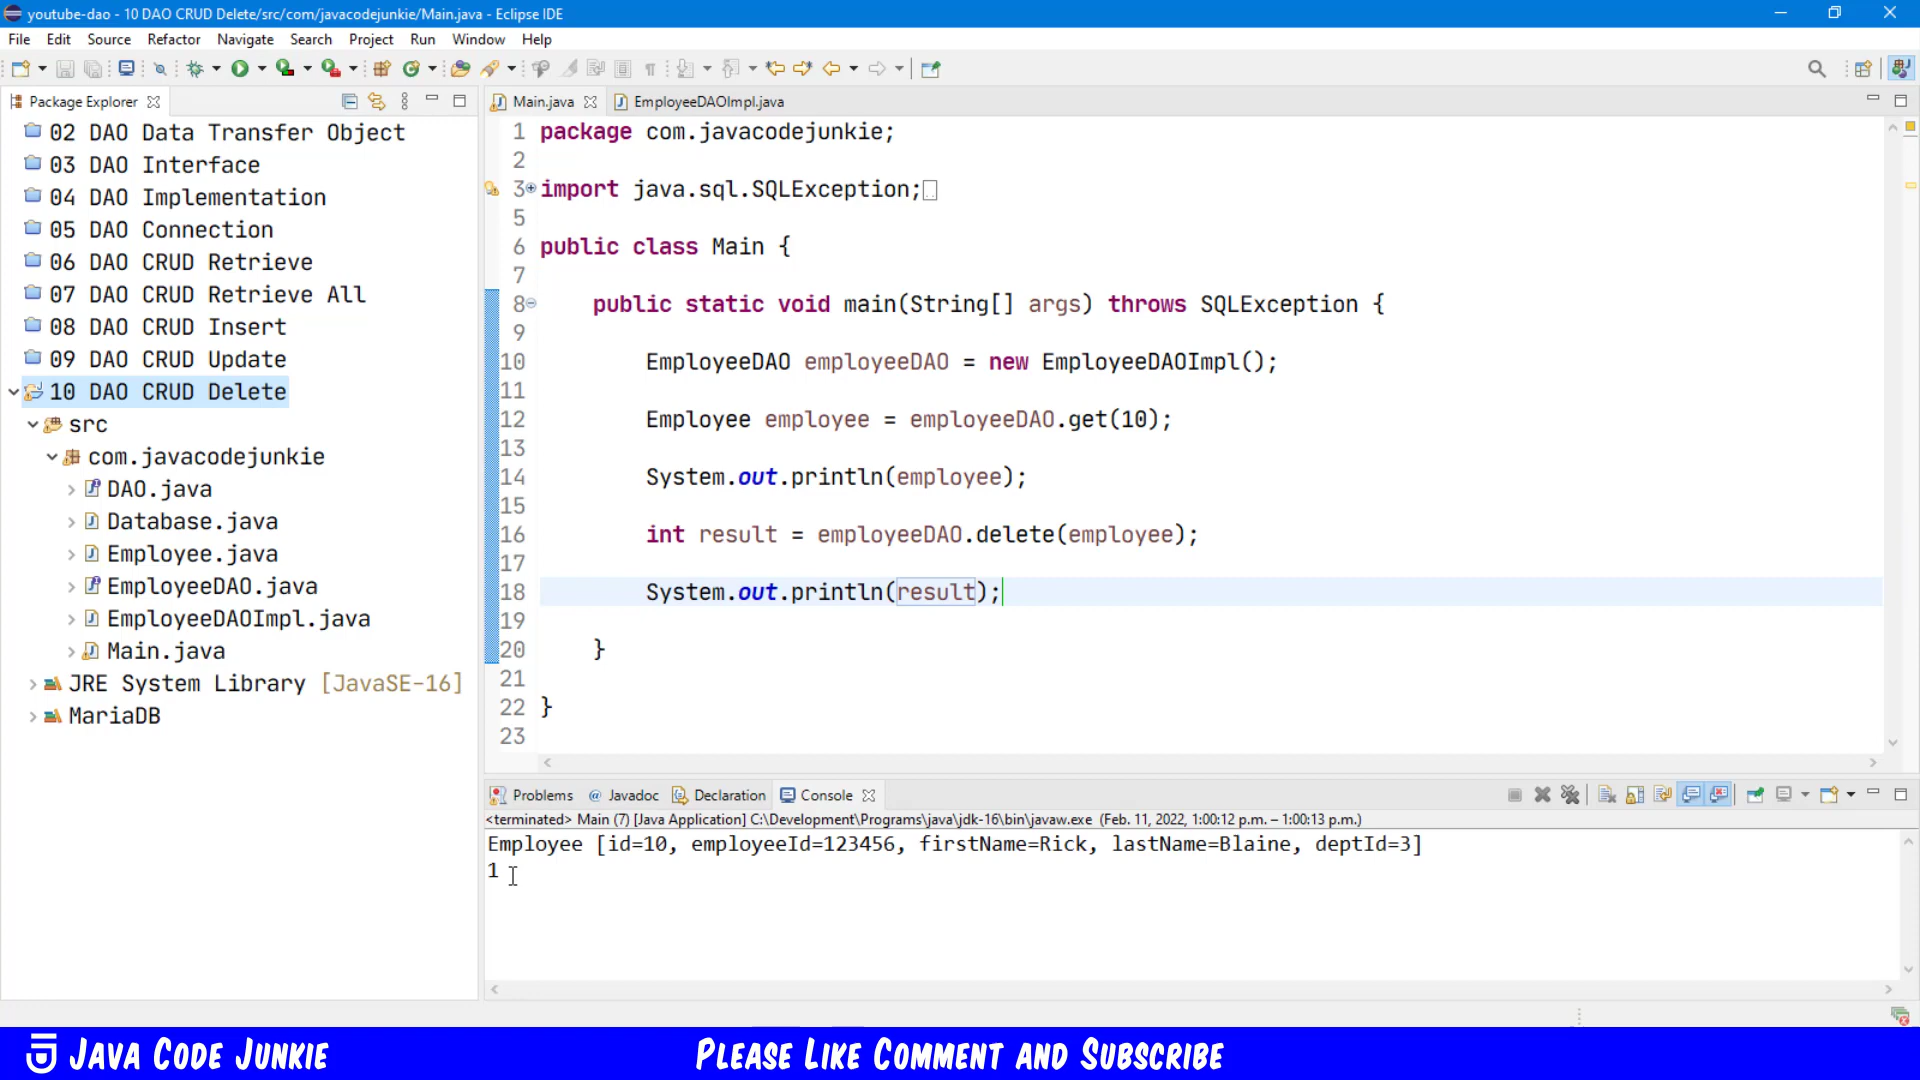 youtube-dao - 10 DAO CRUD Delete/src/com/javacodejunkie/Main.java - Eclipse IDE
File Edit Source Refactor Navigate Search Project Run Window Help
Package Explorer
02 DAO Data Transfer Object
03 DAO Interface
04 DAO Implementation
05 DAO Connection
06 DAO CRUD Retrieve
07 DAO CRUD Retrieve All
08 DAO CRUD Insert
09 DAO CRUD Update
10 DAO CRUD Delete
src
com.javacodejunkie
DAO.java
Database.java
Employee.java
EmployeeDAO.java
EmployeeDAOImpl.java
Main.java
JRE System Library [JavaSE-16]
MariaDB
Main.java EmployeeDAOImpl.java
1 package com.javacodejunkie;
2
3 import java.sql.SQLException;
5
6 public class Main {
7
8 public static void main(String[] args) throws SQLException {
9
10 EmployeeDAO employeeDAO = new EmployeeDAOImpl();
11
12 Employee employee = employeeDAO.get(10);
13
14 System.out.println(employee);
15
16 int result = employeeDAO.delete(employee);
17
18 System.out.println(result);
19
20 }
21
22 }
23
Problems @ Javadoc Declaration Console
<terminated> Main (7) [Java Application] C:\Development\Programs\java\jdk-16\bin\javaw.exe (Feb. 11, 2022, 1:00:12 p.m. – 1:00:13 p.m.)
Employee [id=10, employeeId=123456, firstName=Rick, lastName=Blaine, deptId=3]
1
Java Code Junkie
Please Like Comment and Subscribe